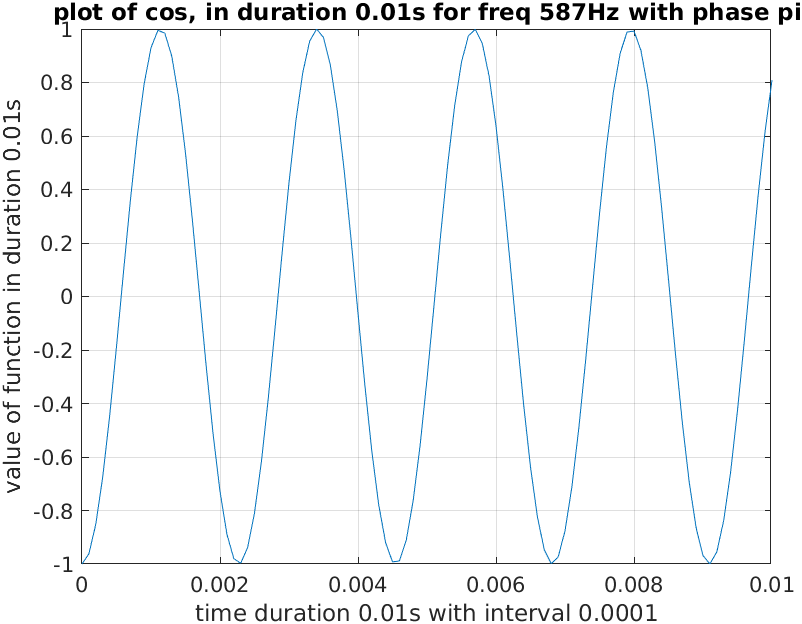 plot of cos, in duration 0.01s for freq 587Hz with phase pi
1
0.8
0.6
0.4
0.2
0
-0.2
-0.4
-0.6
-0.8
-1
value of function in duration 0.01s
0 0.002 0.004 0.006 0.008 0.01
time duration 0.01s with interval 0.0001